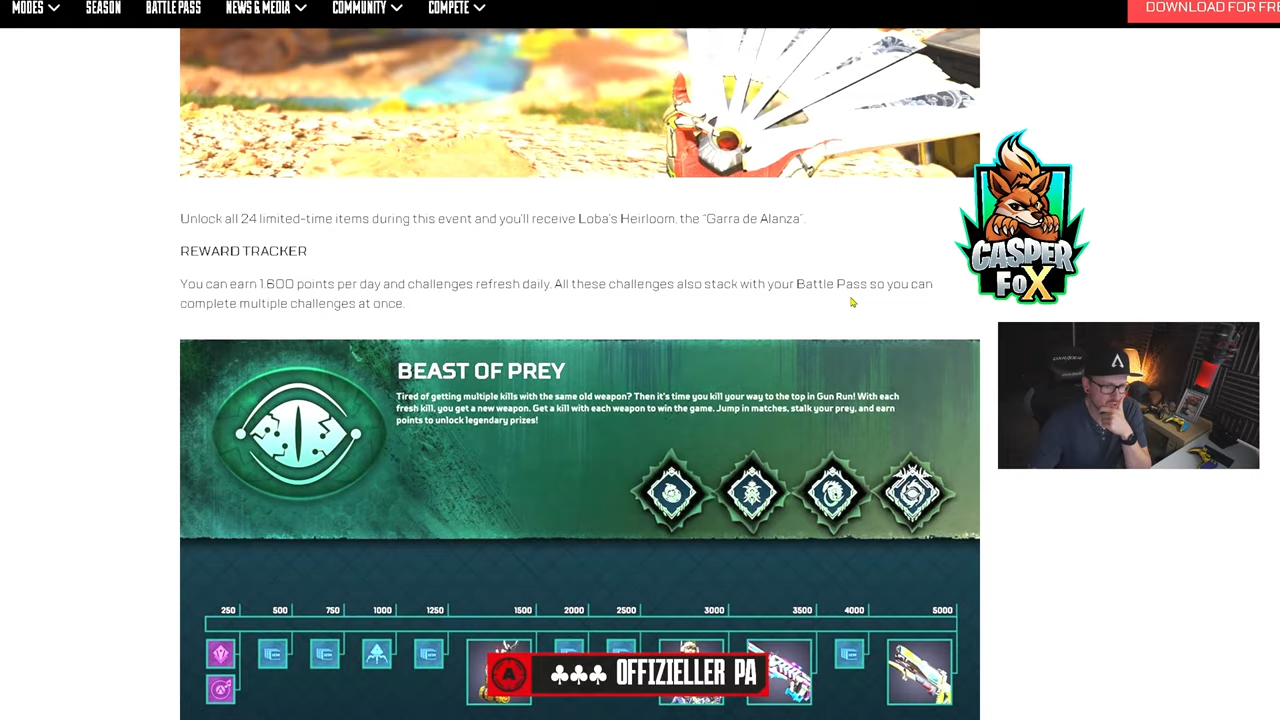 MODES SEASON BATTLE PASS NEWS & MEDIA COMMUNITY COMPETE DOWNLOAD FOR FRE
Unlock all 24 limited-time items during this event and you'll receive Loba's Heirloom, the "Garra de Alanza".
REWARD TRACKER
You can earn 1,600 points per day and challenges refresh daily. All these challenges also stack with your Battle Pass so you can
complete multiple challenges at once.
CASPER
FOX
BEAST OF PREY
Tired of getting multiple kills with the same old weapon? Then it's time you kill your way to the top in Gun Run! With each
fresh kill, you get a new weapon. Get a kill with each weapon to win the game. Jump in matches, stalk your prey, and earn
points to unlock legendary prizes!
250 500 750 1000 1250 1500 2000 2500 3000 3500 4000 5000
OFFIZIELLER PA